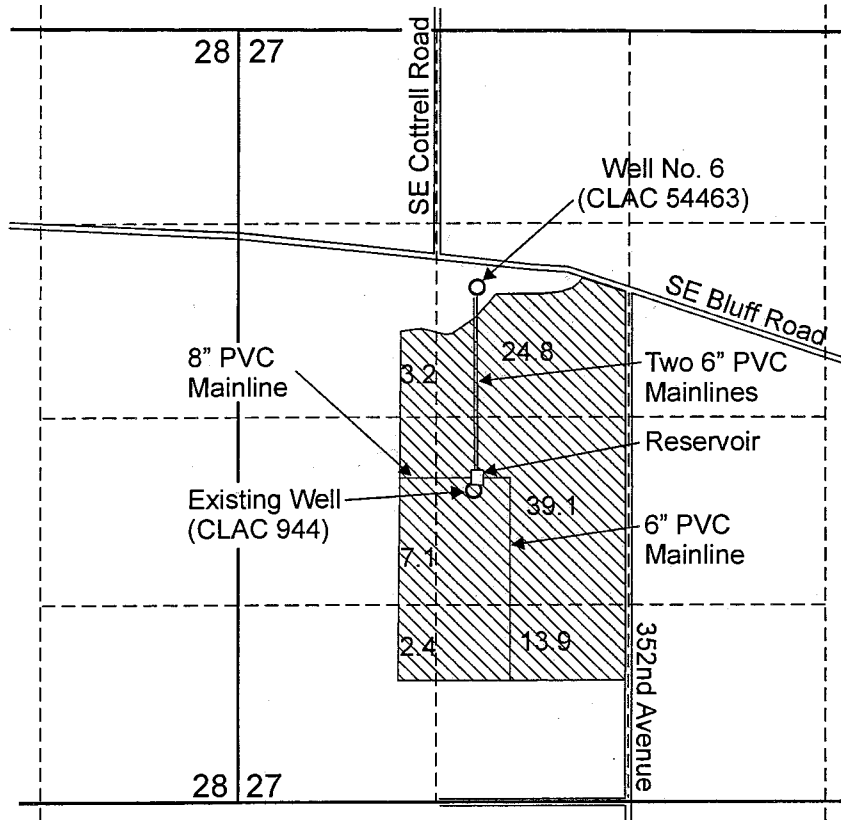 28 27
SE Cottrell Road
Well No. 6
(CLAC 54463)
SE Bluff Road
8” PVC
Mainline
3.2
24.8
Two 6” PVC
Mainlines
Reservoir
Existing Well
(CLAC 944)
39.1
6” PVC
Mainline
7.1
2.4
13.9
352nd Avenue
28 27